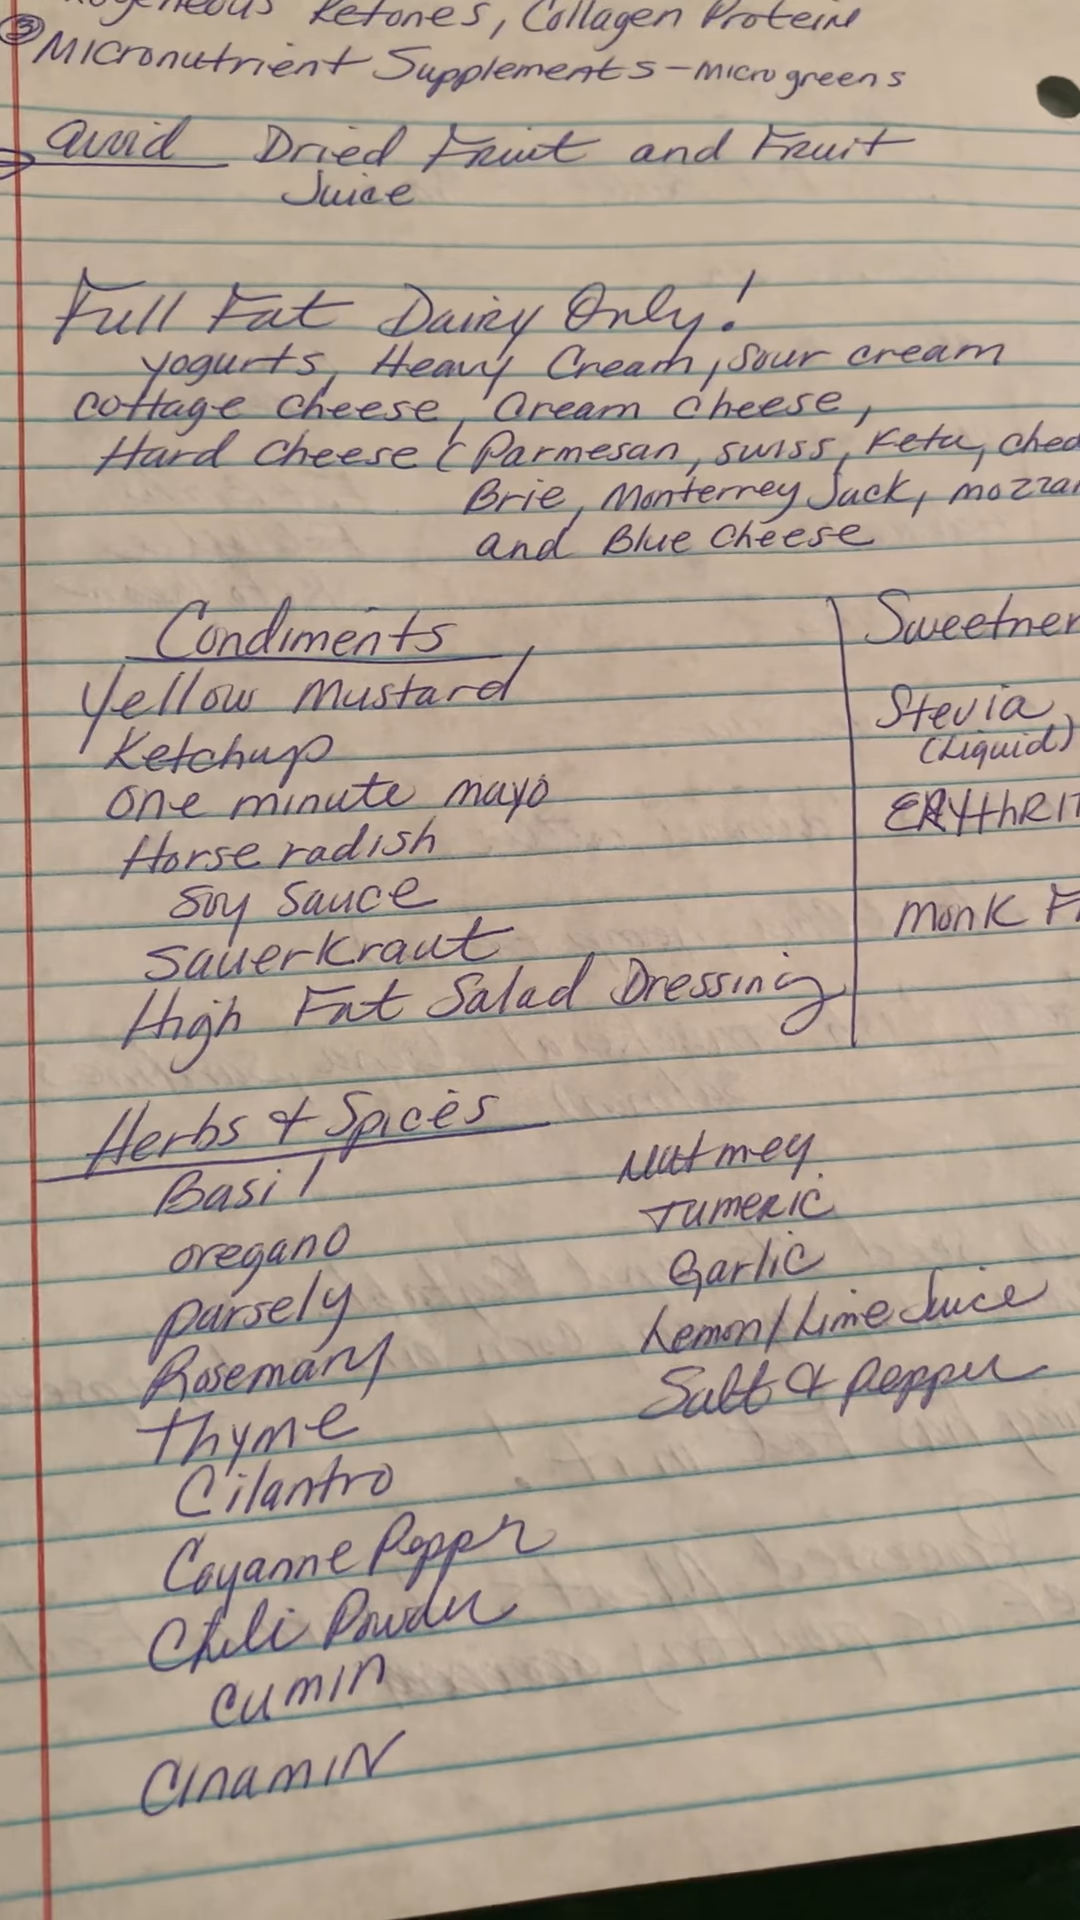 Ketones, Collagen Protein
③ Micronutrient Supplements - microgreens
avoid Dried Fruit and Fruit
Juice
Full Fat Dairy Only!
yogurts, Heavy Cream, Sour cream
cottage cheese, Cream cheese,
Hard Cheese (Parmesan, swiss, Feta, ched
Brie, Monterrey Jack, mozzar
and Blue Cheese
Condiments
Yellow Mustard
Ketchup
one minute mayo
Horse radish
Soy Sauce
Sauerkraut
High Fat Salad Dressing
Sweetner
Stevia
(Liquid)
ERYthRIT
Monk Fr
Herbs & Spices
Basil
oregano
parsely
Rosemary
thyme
Cilantro
Cayanne Pepper
Chili Powder
cumin
CinamiN
Nutmeg
Tumeric
Garlic
Lemon/Lime Juice
Salt & Pepper